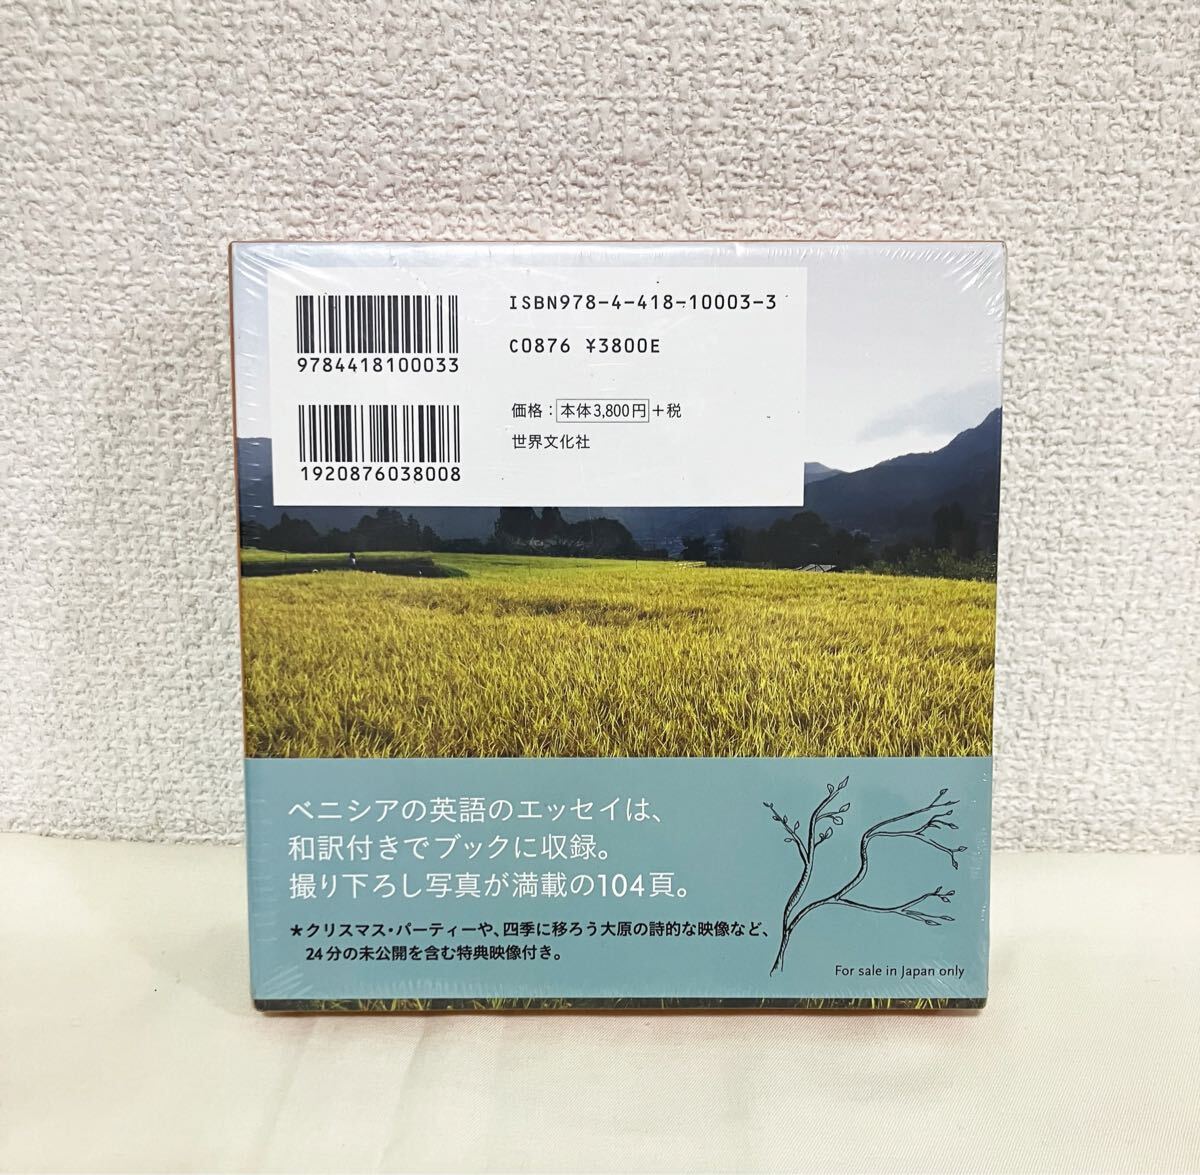 ISBN978-4-418-10003-3
C0876 ¥3800E
9784418100033
価格：本体3,800円＋税
世界文化社
1920876038008
ベニシアの英語のエッセイは、
和訳付きでブックに収録。
撮り下ろし写真が満載の104頁。
＊クリスマス・パーティーや、四季に移ろう大原の詩的な映像など、
24分の未公開を含む特典映像付き。
For sale in Japan only